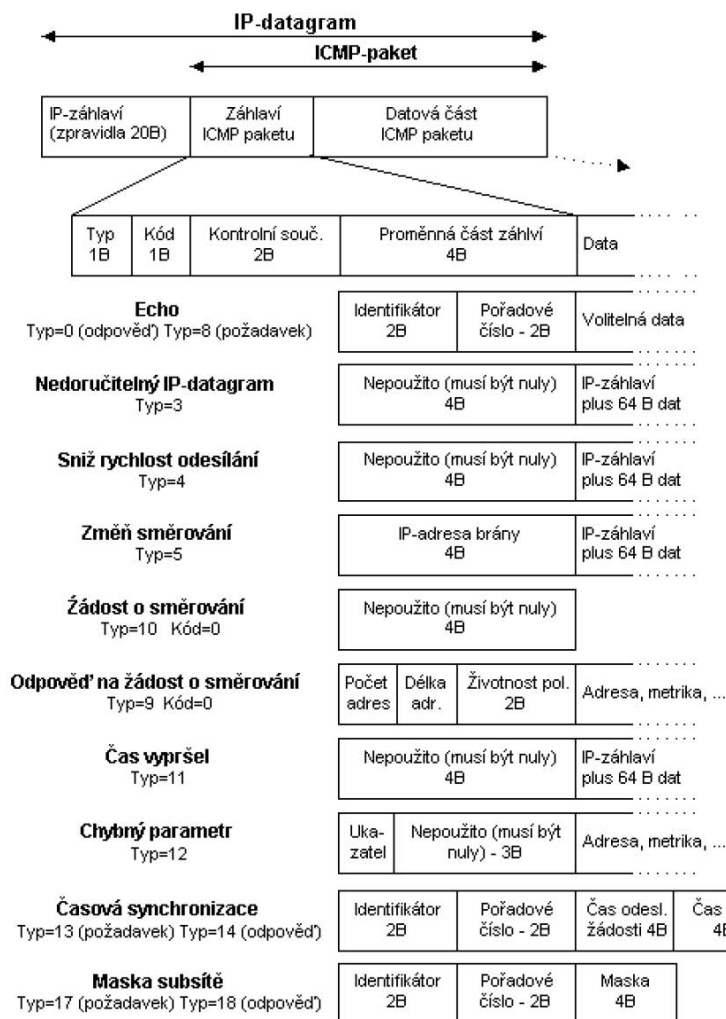 IP-datagram
ICMP-paket
IP-záhlaví
(zpravidla 20B)
Záhlaví
ICMP paketu
Datová část
ICMP paketu
Typ
1B
Kód
1B
Kontrolní souč.
2B
Proměnná část záhlví
4B
Data
Echo
Typ=0 (odpověď) Typ=8 (požadavek)
Identifikátor
2B
Pořadové
číslo - 2B
Volitelná data
Nedoručitelný IP-datagram
Typ=3
Nepoužito (musí být nuly)
4B
IP-záhlaví
plus 64 B dat
Sniž rychlost odesílání
Typ=4
Nepoužito (musí být nuly)
4B
IP-záhlaví
plus 64 B dat
Změň směrování
Typ=5
IP-adresa brány
4B
IP-záhlaví
plus 64 B dat
Źádost o směrování
Typ=10 Kód=0
Nepoužito (musí být nuly)
4B
Odpověď na žádost o směrování
Typ=9 Kód=0
Počet
adres
Délka
adr.
Životnost pol.
2B
Adresa, metrika, ...
Čas vypršel
Typ=11
Nepoužito (musí být nuly)
4B
IP-záhlaví
plus 64 B dat
Chybný parametr
Typ=12
Uka-
zatel
Nepoužito (musí být
nuly) - 3B
Adresa, metrika, ...
Časová synchronizace
Typ=13 (požadavek) Typ=14 (odpověď)
Identifikátor
2B
Pořadové
číslo - 2B
Čas odesl.
žádosti 4B
Čas
4B
Maska subsítě
Typ=17 (požadavek) Typ=18 (odpověď)
Identifikátor
2B
Pořadové
číslo - 2B
Maska
4B